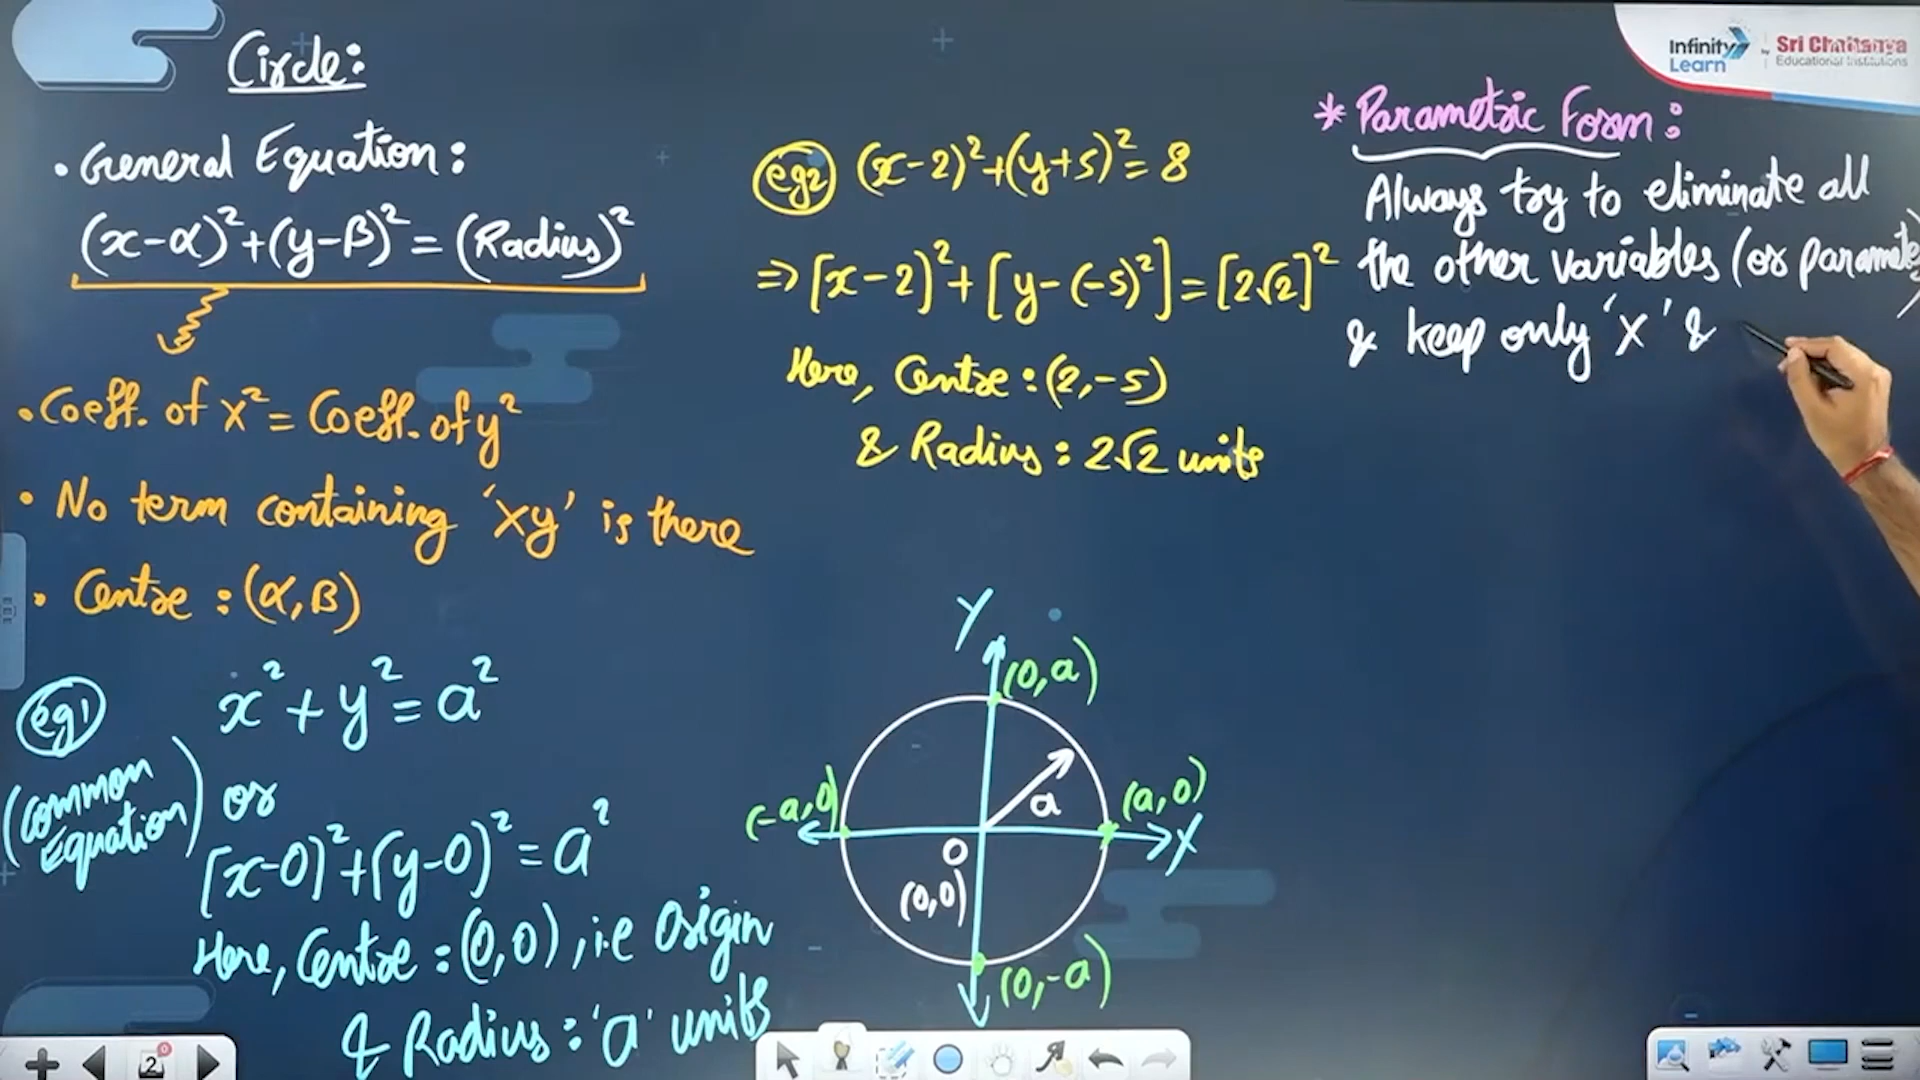 Circle:
• General Equation:
(x-α)²+(y-β)² = (Radius)²
• Coeff. of x² = Coeff. of y²
• No term containing 'xy' is there
• Centre : (α,β)
eg1 x² + y² = a²
(Common Equation) or
[x-0]²+[y-0]² = a²
Here, Centre : (0,0), i.e Origin
& Radius : 'a' units
eg2 (x-2)²+(y+5)² = 8
⇒ [x-2]² + [y-(-5)²] = [2√2]²
Here, Centre : (2,-5)
& Radius : 2√2 units
Y
(0,a)
a
(-a,0)
(a,0)
X
O
(0,0)
(0,-a)
Infinity Learn by Sri Chaitanya
Educational Institutions
* Parametric Form :
Always try to eliminate all
the other variables (or paramete
& keep only 'x' &
2
0